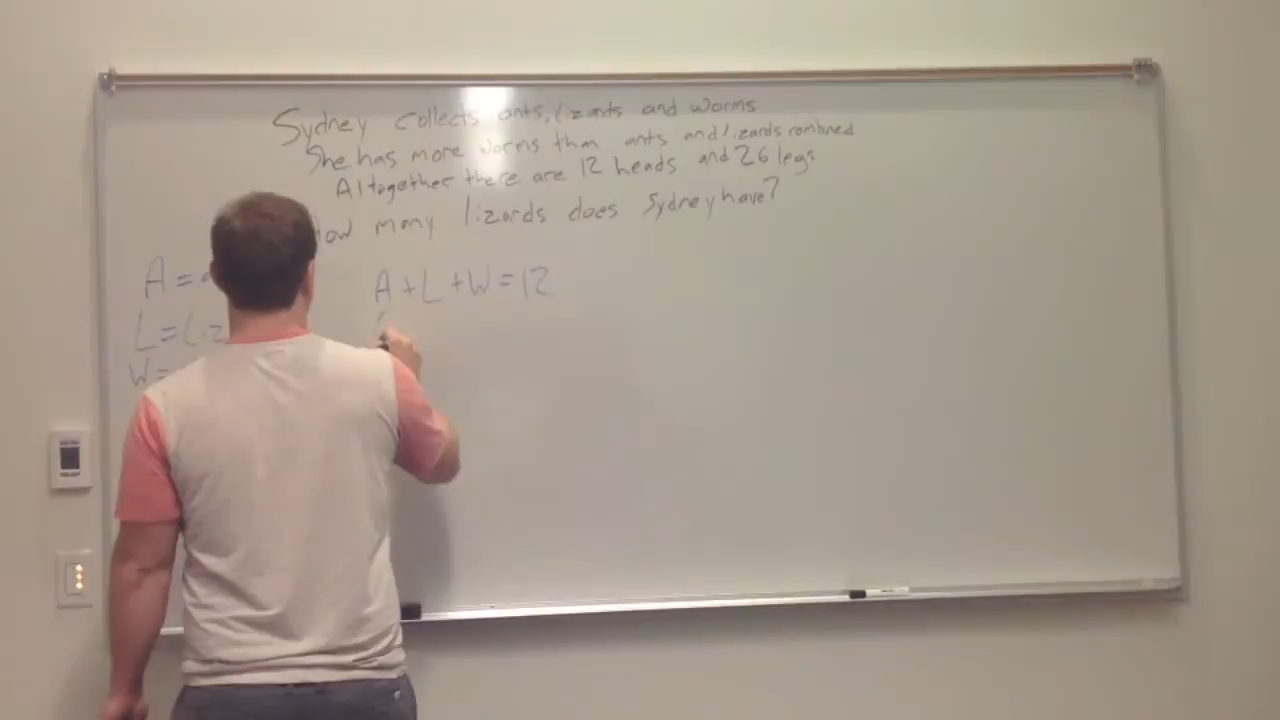 Sydney collects ants, lizards and worms
She has more worms than ants and lizards combined
Altogether there are 12 heads and 26 legs
many lizards does Sydney have?
A =
A + L + W = 12
L = Liz
W =